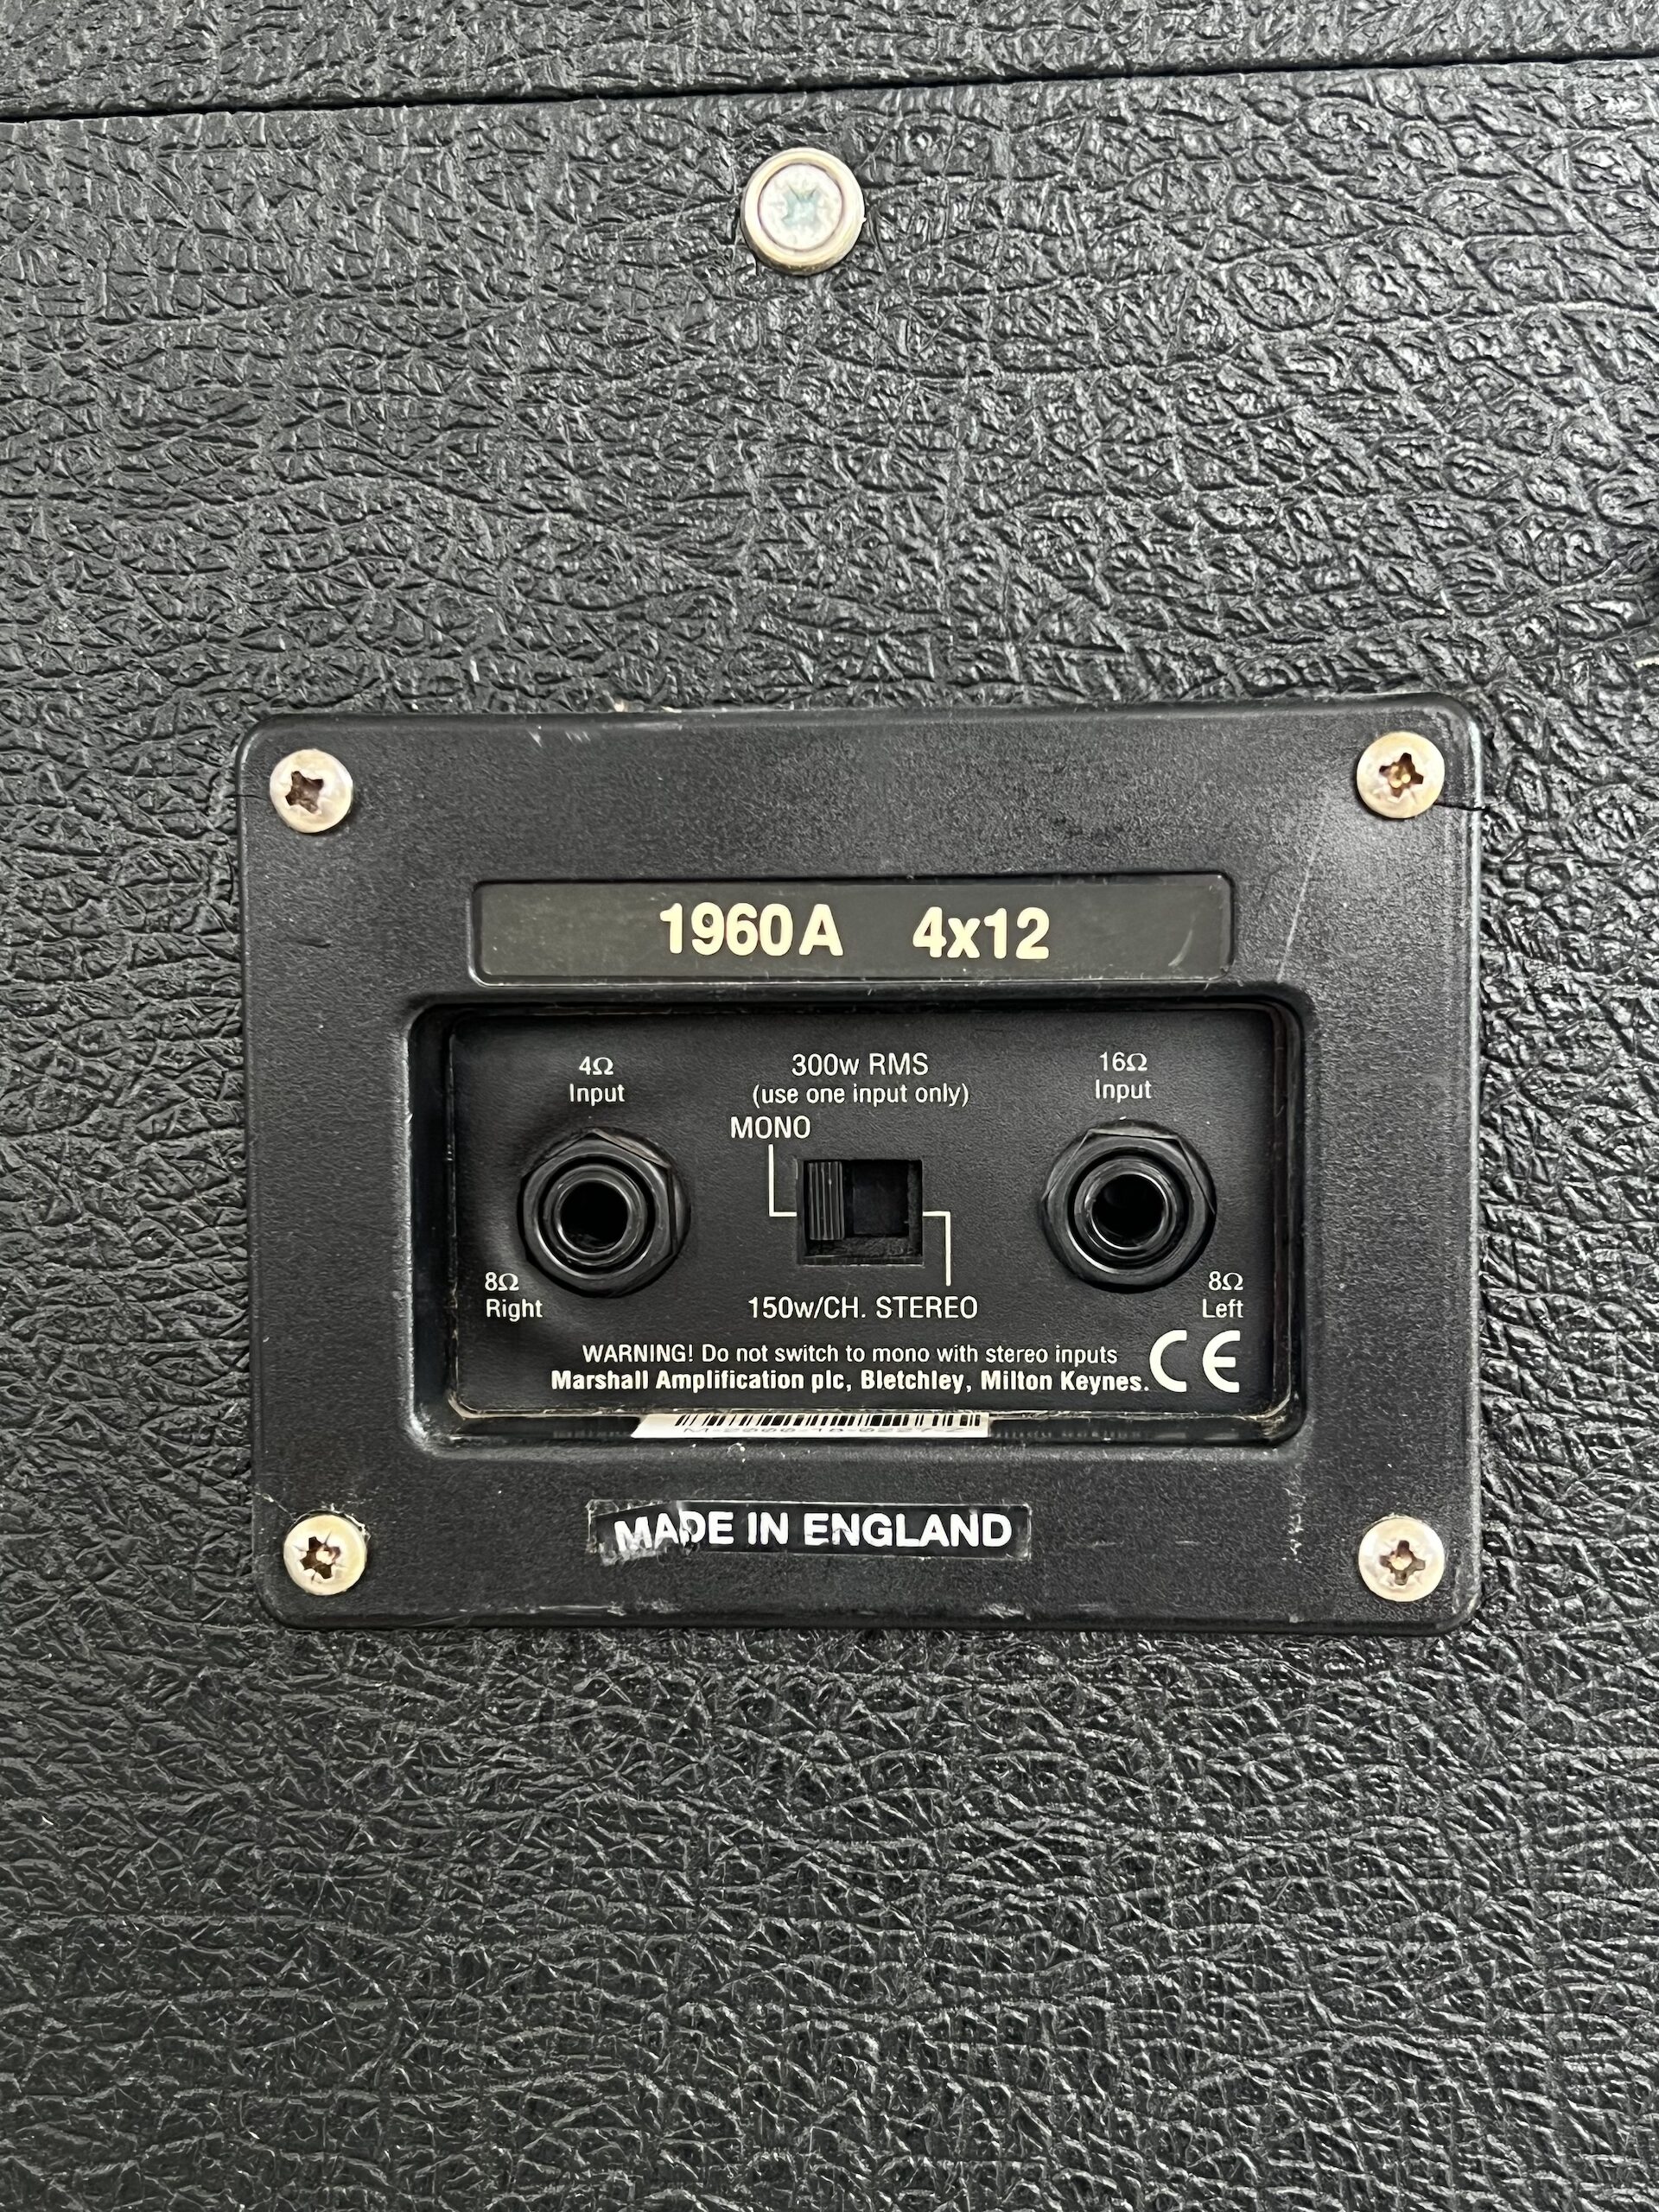 1960A 4x12
4Ω
Input
300w RMS
(use one input only)
16Ω
Input
MONO
8Ω
Right
150w/CH. STEREO
8Ω
Left
WARNING! Do not switch to mono with stereo inputs
Marshall Amplification plc, Bletchley, Milton Keynes.
CE
MADE IN ENGLAND